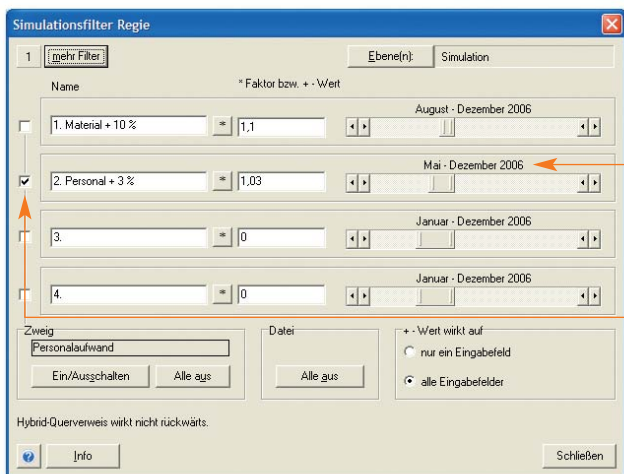 Simulationsfilter Regie
1 mehr Filter Ebene(n): Simulation
Name * Faktor bzw. + - Wert
August - Dezember 2006
1. Material + 10 % * 1,1
Mai - Dezember 2006
2. Personal + 3 % * 1,03
Januar - Dezember 2006
3. * 0
Januar - Dezember 2006
4. * 0
Zweig Datei + - Wert wirkt auf
Personalaufwand
nur ein Eingabefeld
Ein/Ausschalten Alle aus Alle aus
alle Eingabefelder
Hybrid-Querverweis wirkt nicht rückwärts.
? Info Schließen